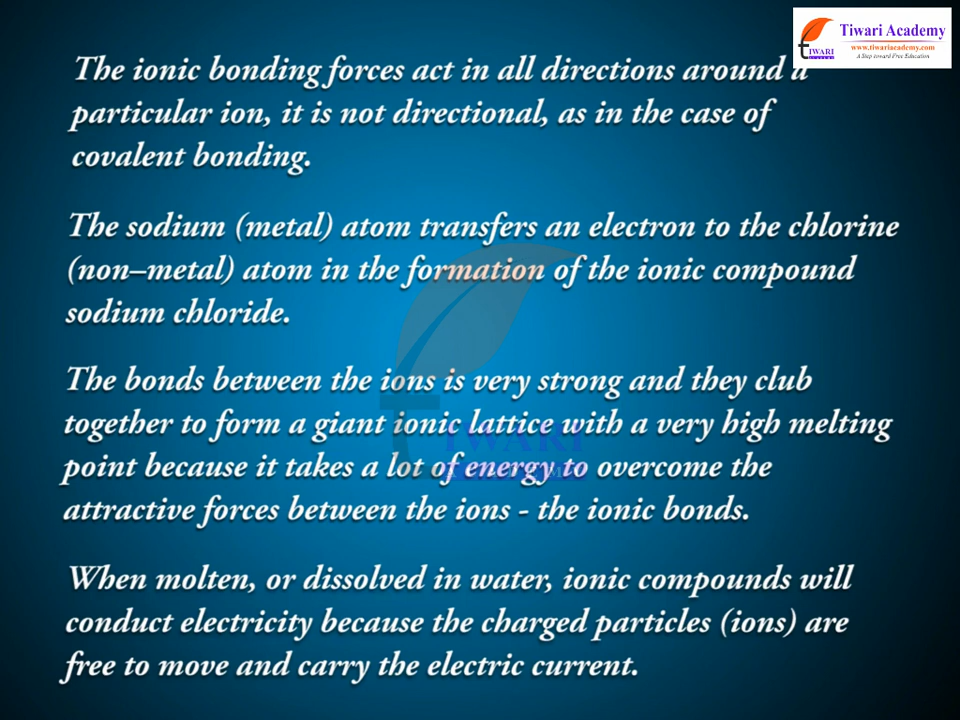 Tiwari Academy
www.tiwariacademy.com
A Step toward Free Education
TIWARI
The ionic bonding forces act in all directions around a
particular ion, it is not directional, as in the case of
covalent bonding.
The sodium (metal) atom transfers an electron to the chlorine
(non–metal) atom in the formation of the ionic compound
sodium chloride.
The bonds between the ions is very strong and they club
together to form a giant ionic lattice with a very high melting
point because it takes a lot of energy to overcome the
attractive forces between the ions - the ionic bonds.
When molten, or dissolved in water, ionic compounds will
conduct electricity because the charged particles (ions) are
free to move and carry the electric current.
TIWARI